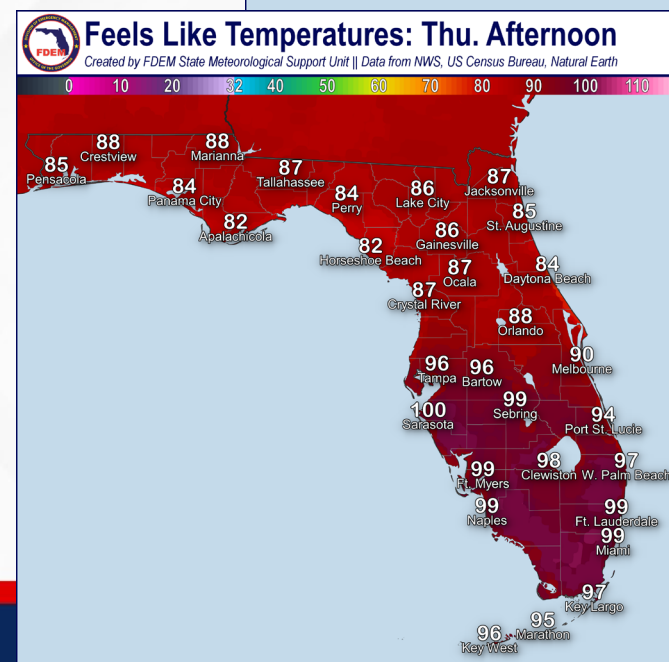 Feels Like Temperatures: Thu. Afternoon
Created by FDEM State Meteorological Support Unit || Data from NWS, US Census Bureau, Natural Earth
FDEM
0 10 20 32 40 50 60 70 80 90 100 110
88
Crestview
88
Marianna
85
Pensacola
84
Panama City
87
Tallahassee
82
Apalachicola
84
Perry
86
Lake City
87
Jacksonville
85
St. Augustine
82
Horseshoe Beach
86
Gainesville
87
Ocala
84
Daytona Beach
87
Crystal River
88
Orlando
90
Melbourne
96
Tampa
96
Bartow
99
Sebring
100
Sarasota
94
Port St. Lucie
99
Ft. Myers
98
Clewiston
97
W. Palm Beach
99
Naples
99
Ft. Lauderdale
99
Miami
97
Key Largo
95
Marathon
96
Key West